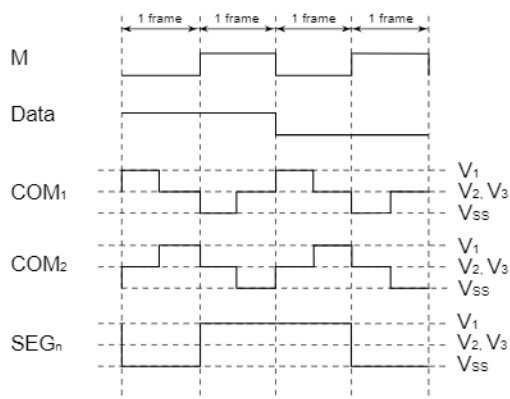 1 frame 1 frame 1 frame 1 frame
M
Data
V1
COM1 V2, V3
VSS
V1
COM2 V2, V3
VSS
V1
SEGn V2, V3
VSS